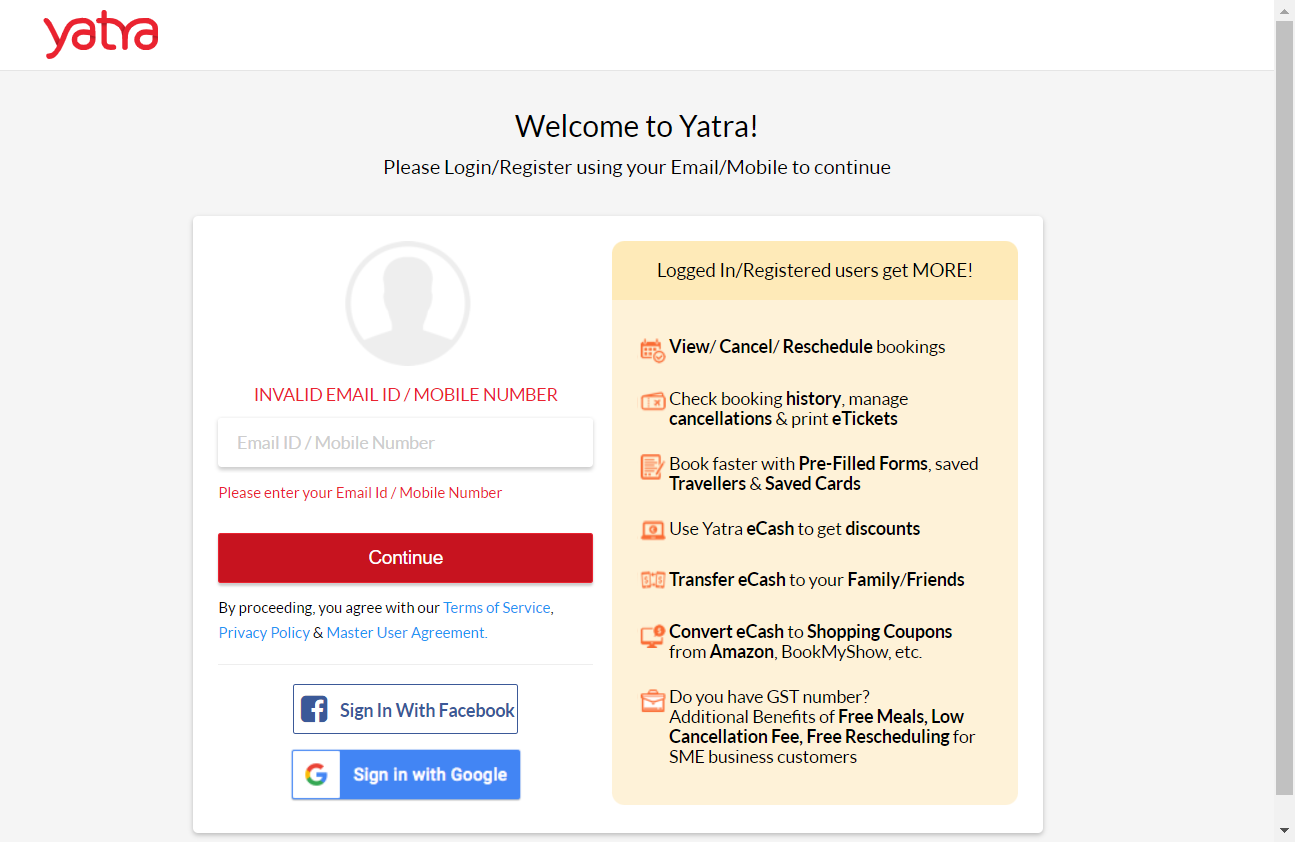 yatra
Welcome to Yatra!
Please Login/Register using your Email/Mobile to continue
INVALID EMAIL ID / MOBILE NUMBER
Email ID / Mobile Number
Please enter your Email Id / Mobile Number
Continue
By proceeding, you agree with our Terms of Service,
Privacy Policy & Master User Agreement.
Sign In With Facebook
Sign in with Google
Logged In/Registered users get MORE!
View/ Cancel/ Reschedule bookings
Check booking history, manage
cancellations & print eTickets
Book faster with Pre-Filled Forms, saved
Travellers & Saved Cards
Use Yatra eCash to get discounts
Transfer eCash to your Family/Friends
Convert eCash to Shopping Coupons
from Amazon, BookMyShow, etc.
Do you have GST number?
Additional Benefits of Free Meals, Low
Cancellation Fee, Free Rescheduling for
SME business customers